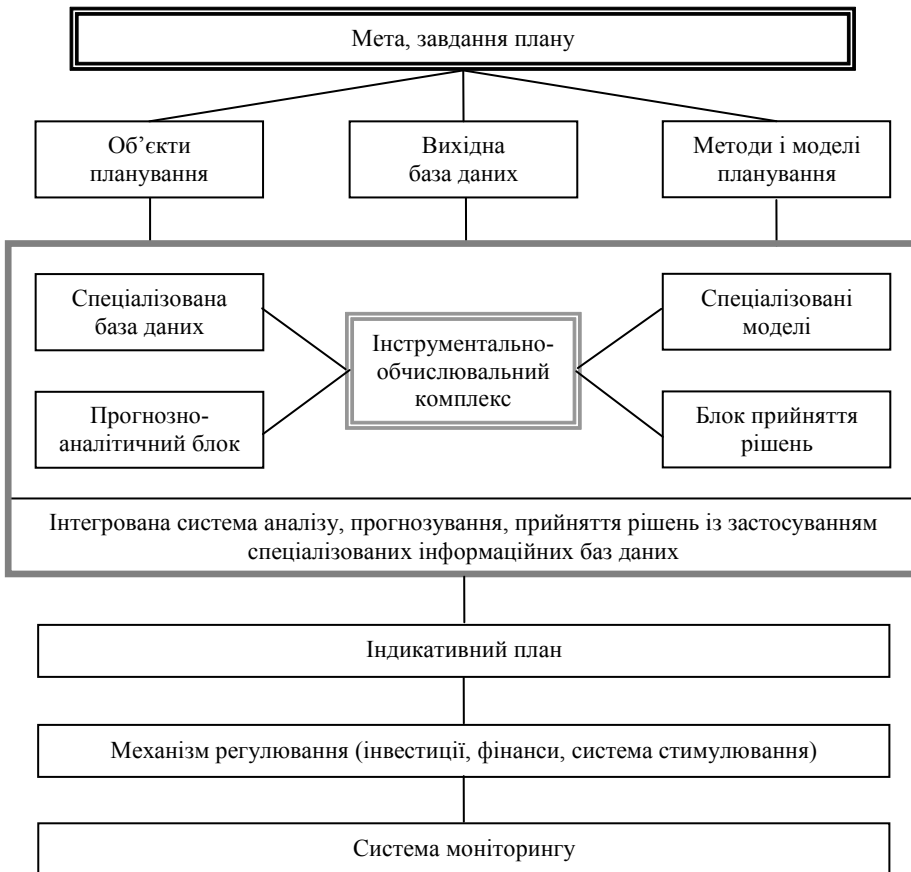 Мета, завдання плану
Об’єкти
планування
Вихідна
база даних
Методи і моделі
планування
Спеціалізована
база даних
Спеціалізовані
моделі
Інструментально-
обчислювальний
комплекс
Прогнозно-
аналітичний блок
Блок прийняття
рішень
Інтегрована система аналізу, прогнозування, прийняття рішень із застосуванням
спеціалізованих інформаційних баз даних
Індикативний план
Механізм регулювання (інвестиції, фінанси, система стимулювання)
Система моніторингу